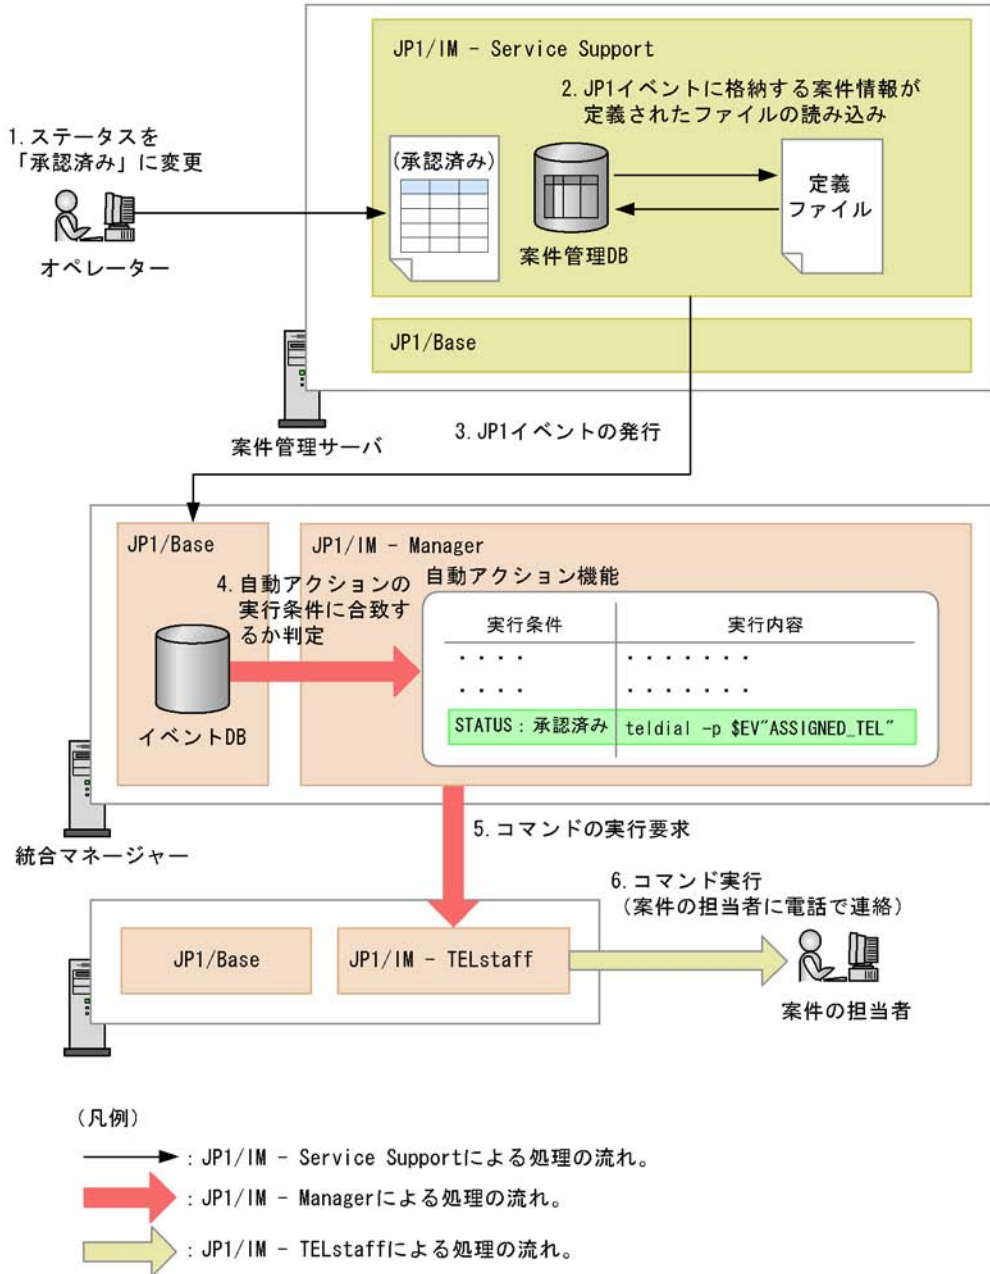 JP1/IM - Service Support
2.JP1イベントに格納する案件情報が
定義されたファイルの読み込み
1.ステータスを
「承認済み」に変更
(承認済み)
定義
ファイル
案件管理DB
オペレーター
JP1/Base
3.JP1イベントの発行
案件管理サーバ
JP1/Base
JP1/IM - Manager
自動アクション機能
4.自動アクションの
実行条件に合致す
るか判定
実行条件
実行内容
・・・・
・・・・・・・
・・・・
・・・・・・・
STATUS：承認済み
teldial -p $EV"ASSIGNED_TEL"
イベントDB
統合マネージャー
5.コマンドの実行要求
6.コマンド実行
（案件の担当者に電話で連絡）
JP1/Base
JP1/IM - TELstaff
案件の担当者
（凡例）
：JP1/IM - Service Supportによる処理の流れ。
：JP1/IM - Managerによる処理の流れ。
：JP1/IM - TELstaffによる処理の流れ。